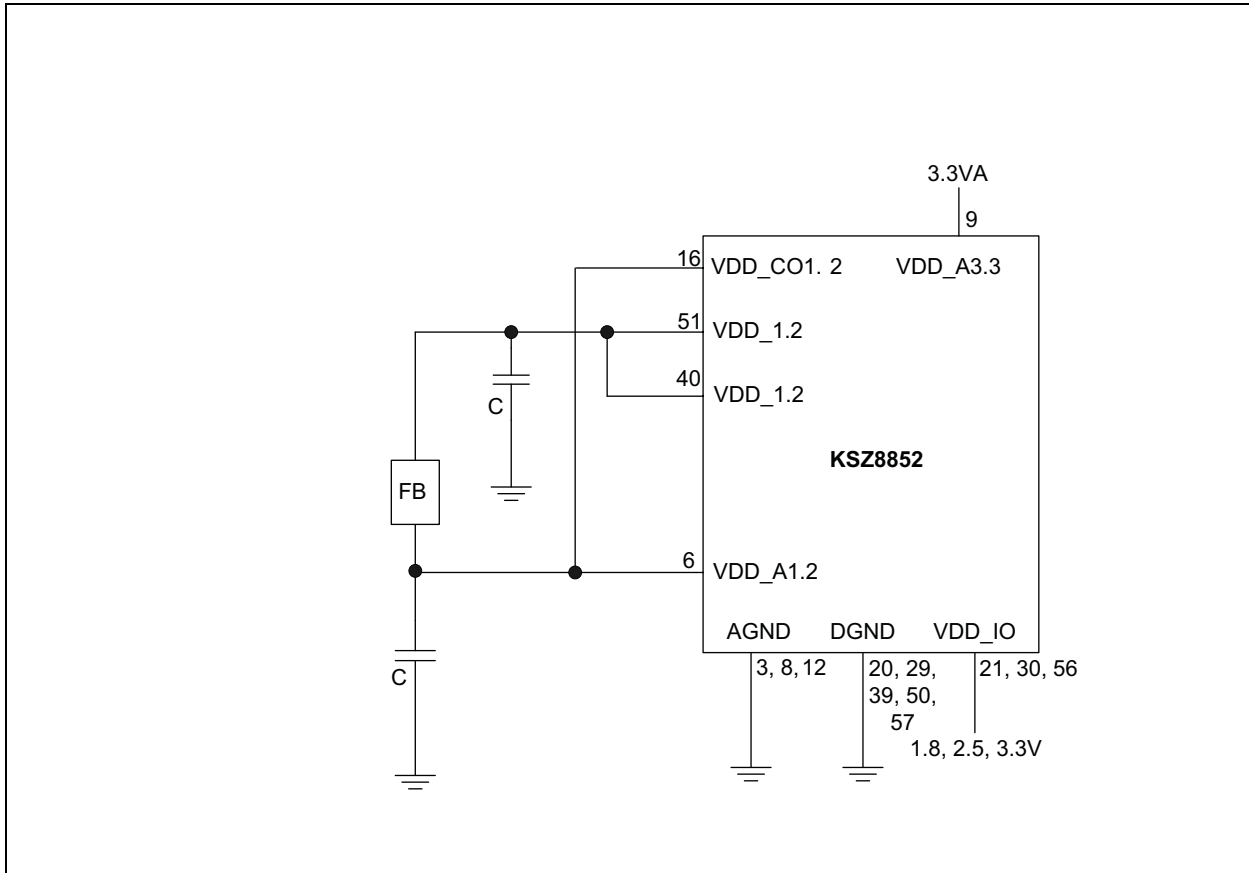 3.3VA
9
16
VDD_CO1. 2
VDD_A3.3
51
VDD_1.2
40
VDD_1.2
C
KSZ8852
FB
6
VDD_A1.2
AGND
DGND
VDD_IO
C
3, 8, 12
20, 29,
39, 50,
57
21, 30, 56
1.8, 2.5, 3.3V